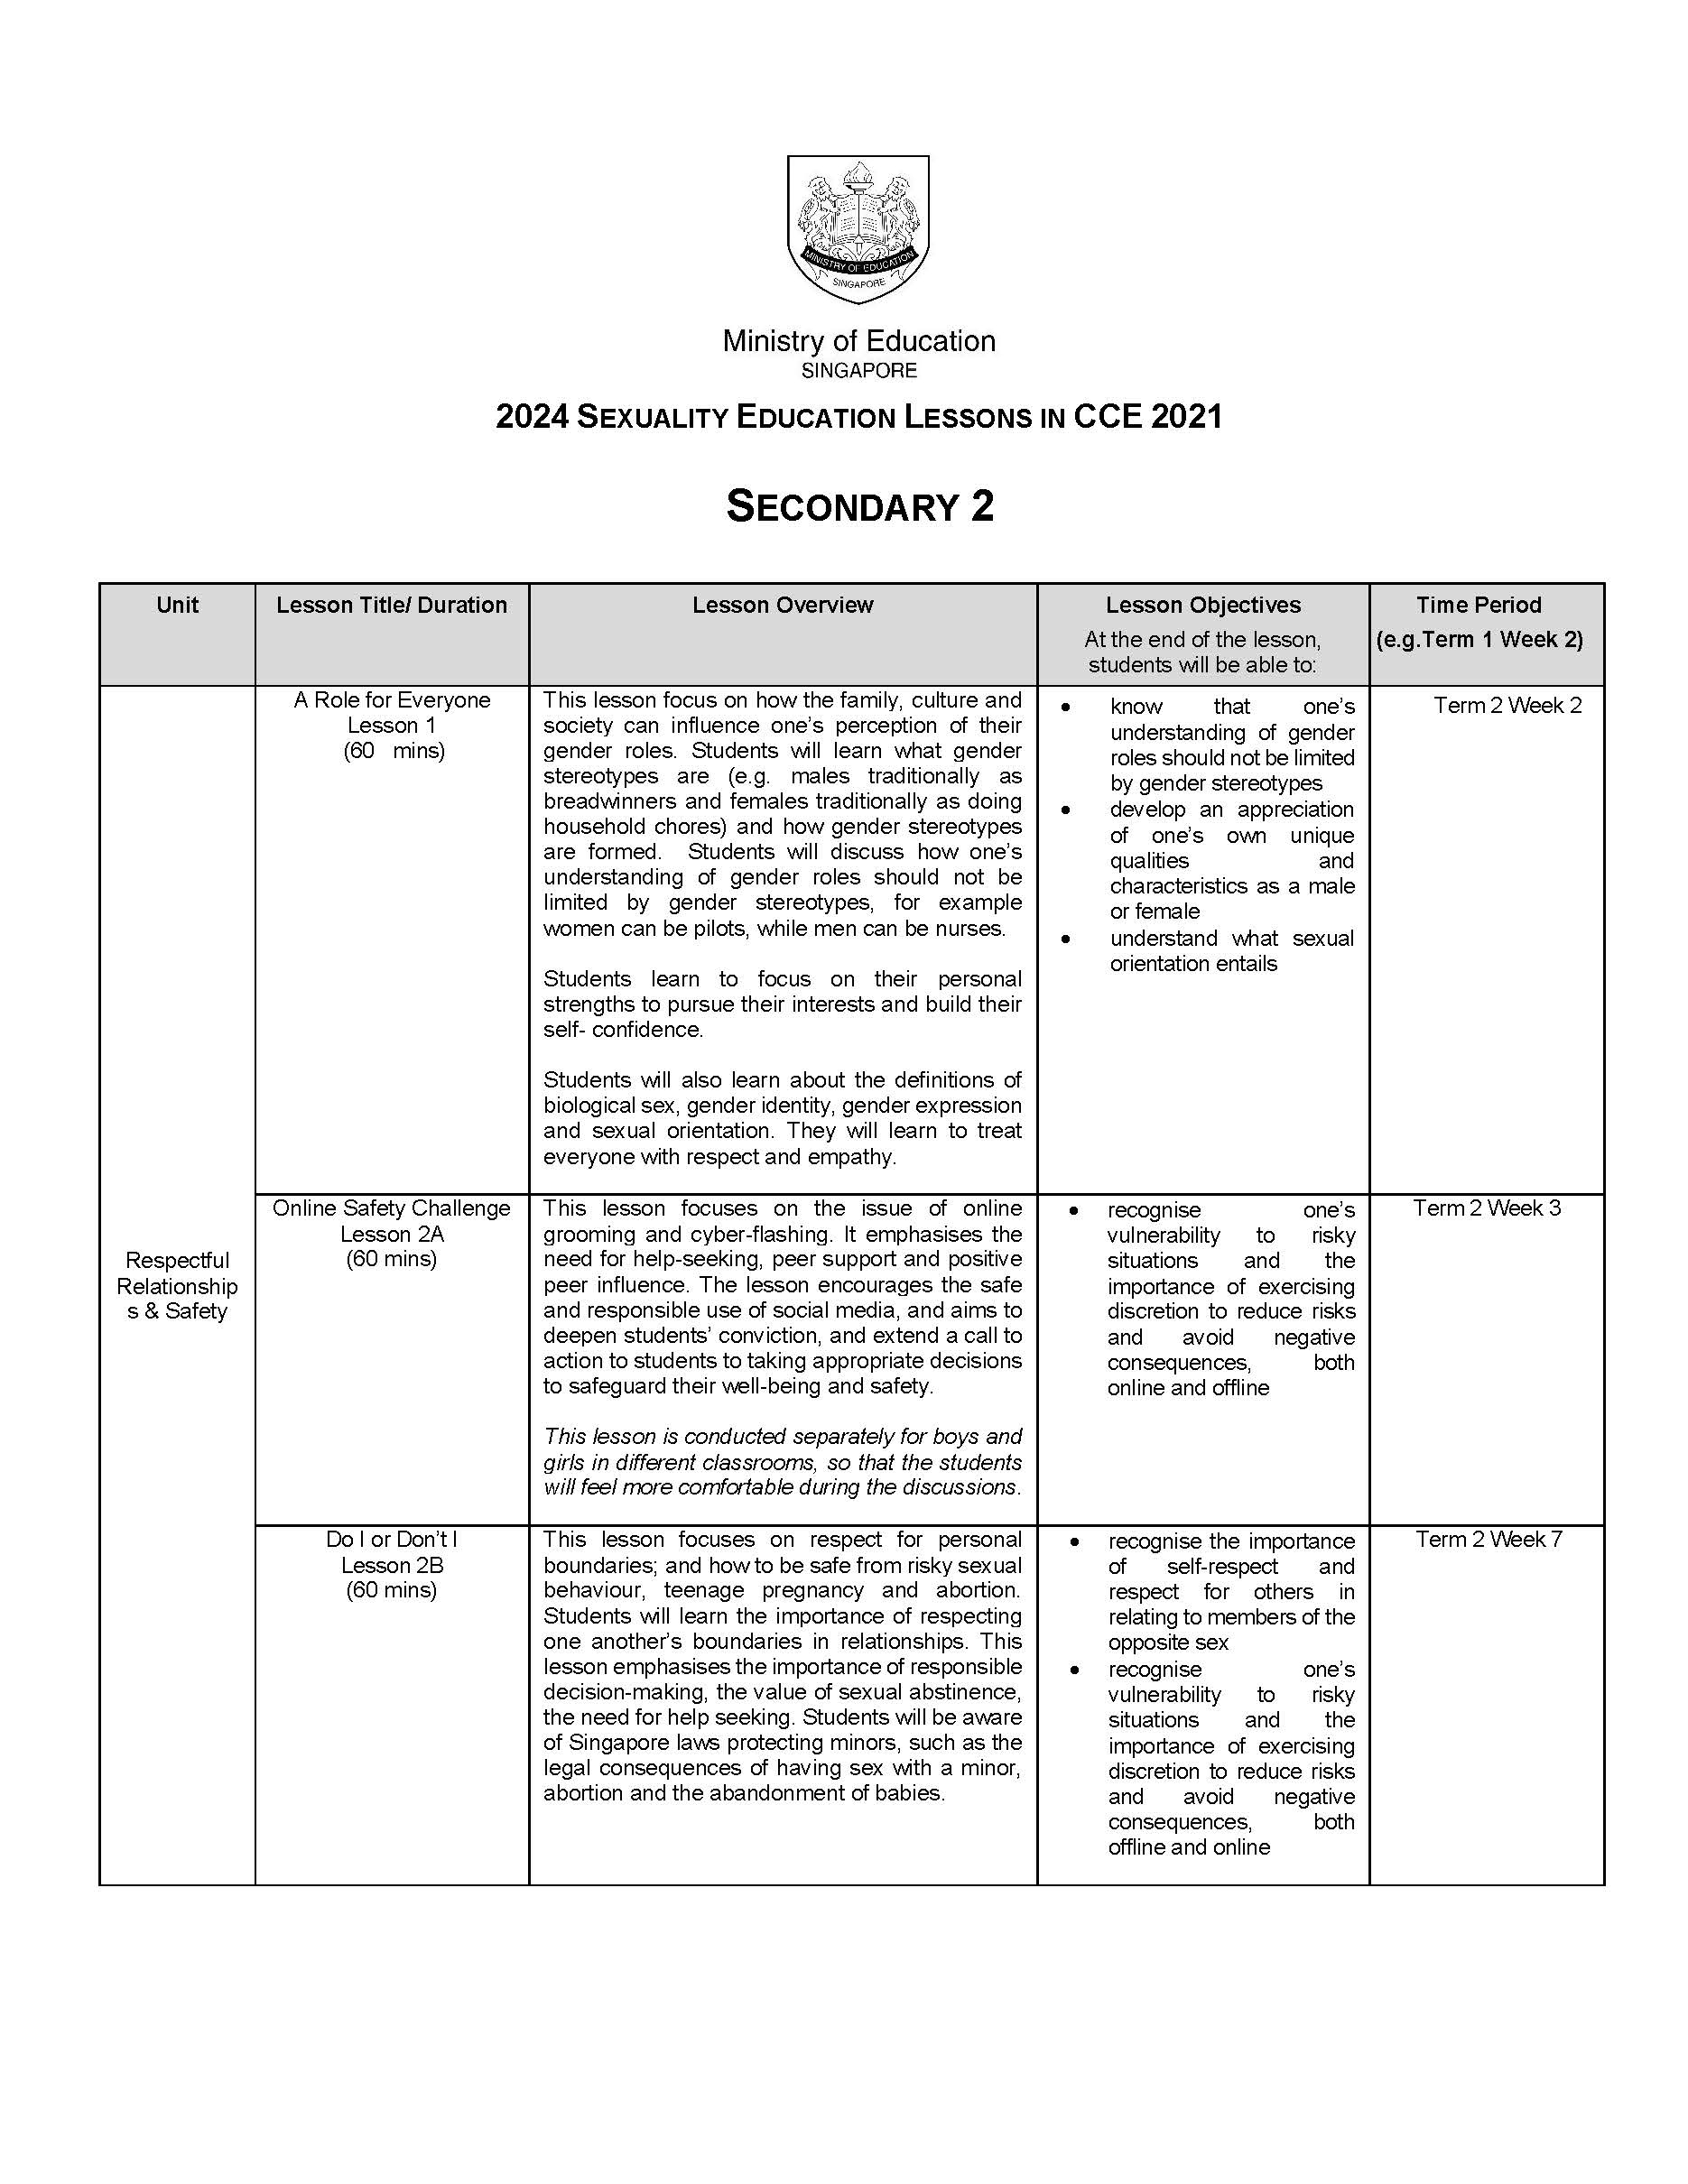 MINISTRY OF EDUCATION
SINGAPORE
Ministry of Education
SINGAPORE
2024 SEXUALITY EDUCATION LESSONS IN CCE 2021
SECONDARY 2
Unit
Lesson Title/ Duration
Lesson Overview
Lesson Objectives
At the end of the lesson,
students will be able to:
Time Period
(e.g.Term 1 Week 2)
Respectful
Relationship
s & Safety
A Role for Everyone
Lesson 1
(60 mins)
This lesson focus on how the family, culture and
society can influence one’s perception of their
gender roles. Students will learn what gender
stereotypes are (e.g. males traditionally as
breadwinners and females traditionally as doing
household chores) and how gender stereotypes
are formed. Students will discuss how one’s
understanding of gender roles should not be
limited by gender stereotypes, for example
women can be pilots, while men can be nurses.
Students learn to focus on their personal
strengths to pursue their interests and build their
self- confidence.
Students will also learn about the definitions of
biological sex, gender identity, gender expression
and sexual orientation. They will learn to treat
everyone with respect and empathy.
• know that one’s
understanding of gender
roles should not be limited
by gender stereotypes
• develop an appreciation
of one’s own unique
qualities and
characteristics as a male
or female
• understand what sexual
orientation entails
Term 2 Week 2
Online Safety Challenge
Lesson 2A
(60 mins)
This lesson focuses on the issue of online
grooming and cyber-flashing. It emphasises the
need for help-seeking, peer support and positive
peer influence. The lesson encourages the safe
and responsible use of social media, and aims to
deepen students’ conviction, and extend a call to
action to students to taking appropriate decisions
to safeguard their well-being and safety.
This lesson is conducted separately for boys and
girls in different classrooms, so that the students
will feel more comfortable during the discussions.
• recognise one’s
vulnerability to risky
situations and the
importance of exercising
discretion to reduce risks
and avoid negative
consequences, both
online and offline
Term 2 Week 3
Do I or Don’t I
Lesson 2B
(60 mins)
This lesson focuses on respect for personal
boundaries; and how to be safe from risky sexual
behaviour, teenage pregnancy and abortion.
Students will learn the importance of respecting
one another’s boundaries in relationships. This
lesson emphasises the importance of responsible
decision-making, the value of sexual abstinence,
the need for help seeking. Students will be aware
of Singapore laws protecting minors, such as the
legal consequences of having sex with a minor,
abortion and the abandonment of babies.
• recognise the importance
of self-respect and
respect for others in
relating to members of the
opposite sex
• recognise one’s
vulnerability to risky
situations and the
importance of exercising
discretion to reduce risks
and avoid negative
consequences, both
offline and online
Term 2 Week 7